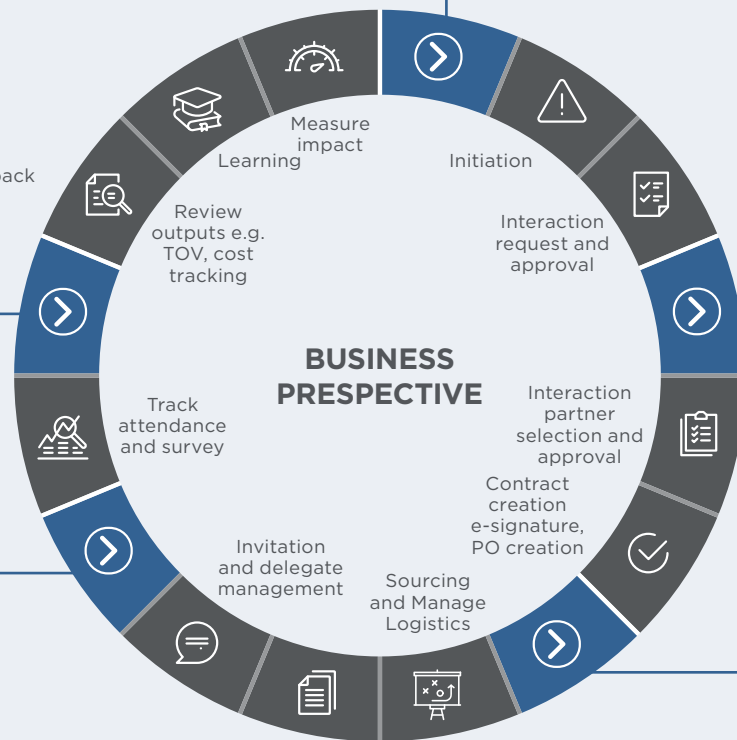 Measure
impact
Learning
Initiation
Review
outputs e.g.
TOV, cost
tracking
Interaction
request and
approval
BUSINESS
PRESPECTIVE
Track
attendance
and survey
Interaction
partner
selection and
approval
Contract
creation
e-signature,
PO creation
Invitation
and delegate
management
Sourcing
and Manage
Logistics